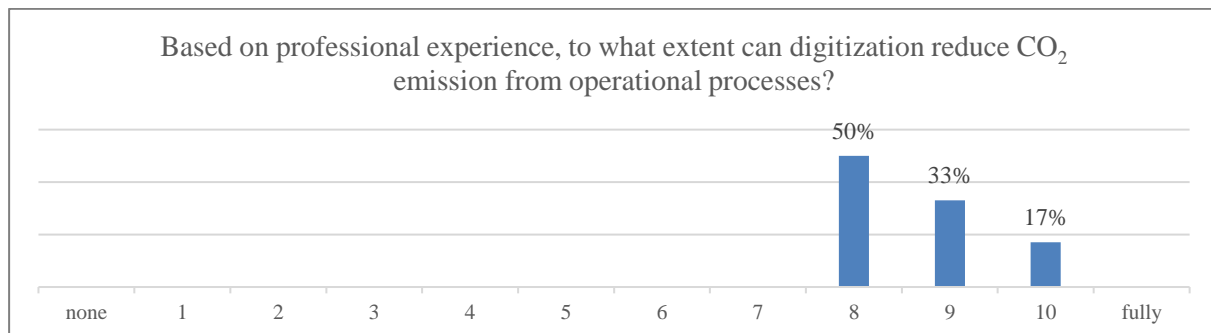 Based on professional experience, to what extent can digitization reduce CO₂
emission from operational processes?
50%
33%
17%
none 1 2 3 4 5 6 7 8 9 10 fully